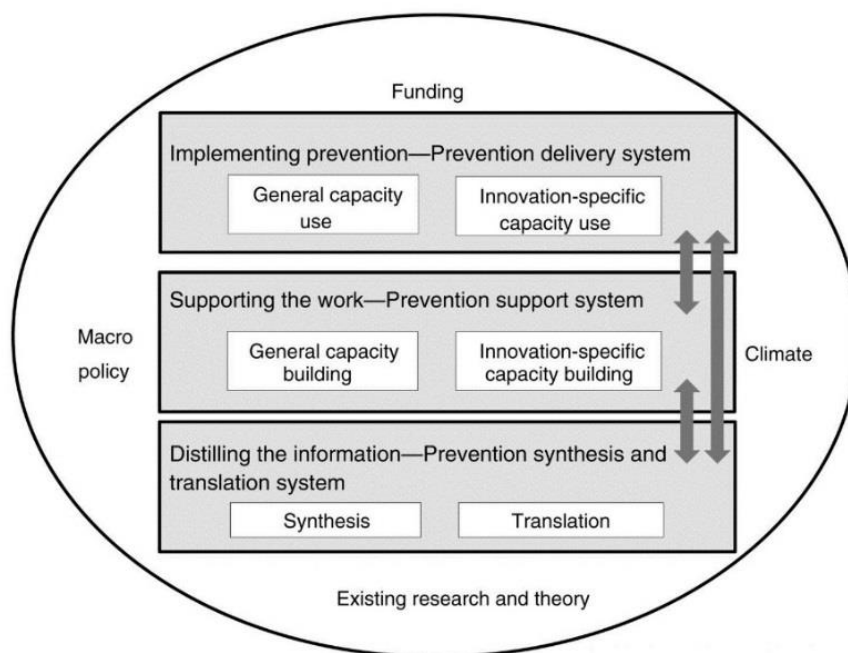 Funding
Implementing prevention—Prevention delivery system
General capacity
use
Innovation-specific
capacity use
Supporting the work—Prevention support system
General capacity
building
Innovation-specific
capacity building
Macro
policy
Climate
Distilling the information—Prevention synthesis and
translation system
Synthesis
Translation
Existing research and theory